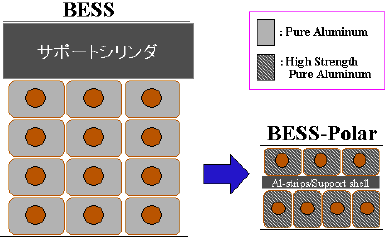 BESS
サポートシリンダ
: Pure Aluminum
: High Strength
Pure Aluminum
BESS-Polar
Al-strips/Support shell